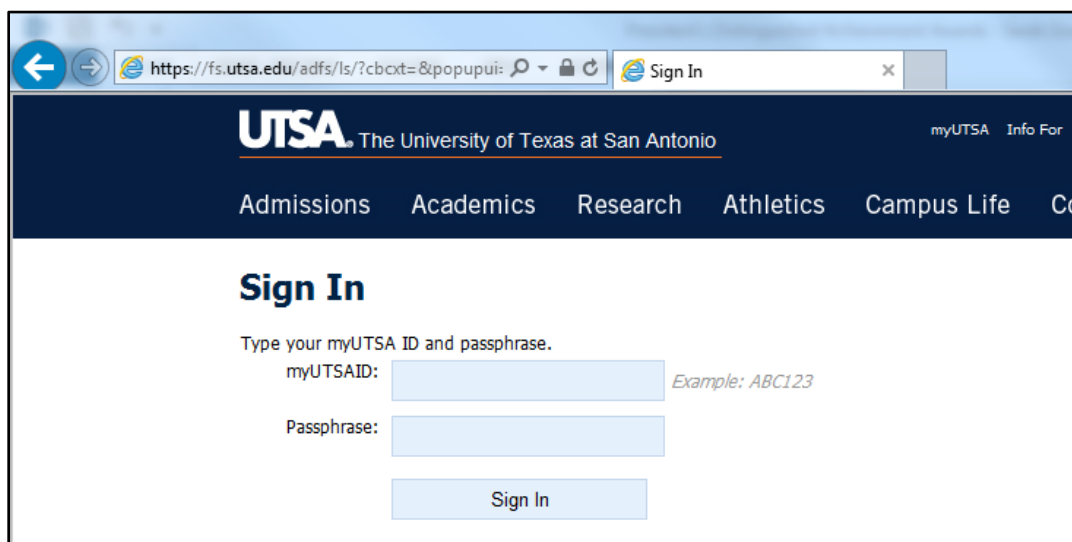 https://fs.utsa.edu/adfs/ls/?cbcxt=&popupui=
Sign In
UTSA. The University of Texas at San Antonio
myUTSA Info For
Admissions Academics Research Athletics Campus Life Co
Sign In
Type your myUTSA ID and passphrase.
myUTSAID: Example: ABC123
Passphrase:
Sign In